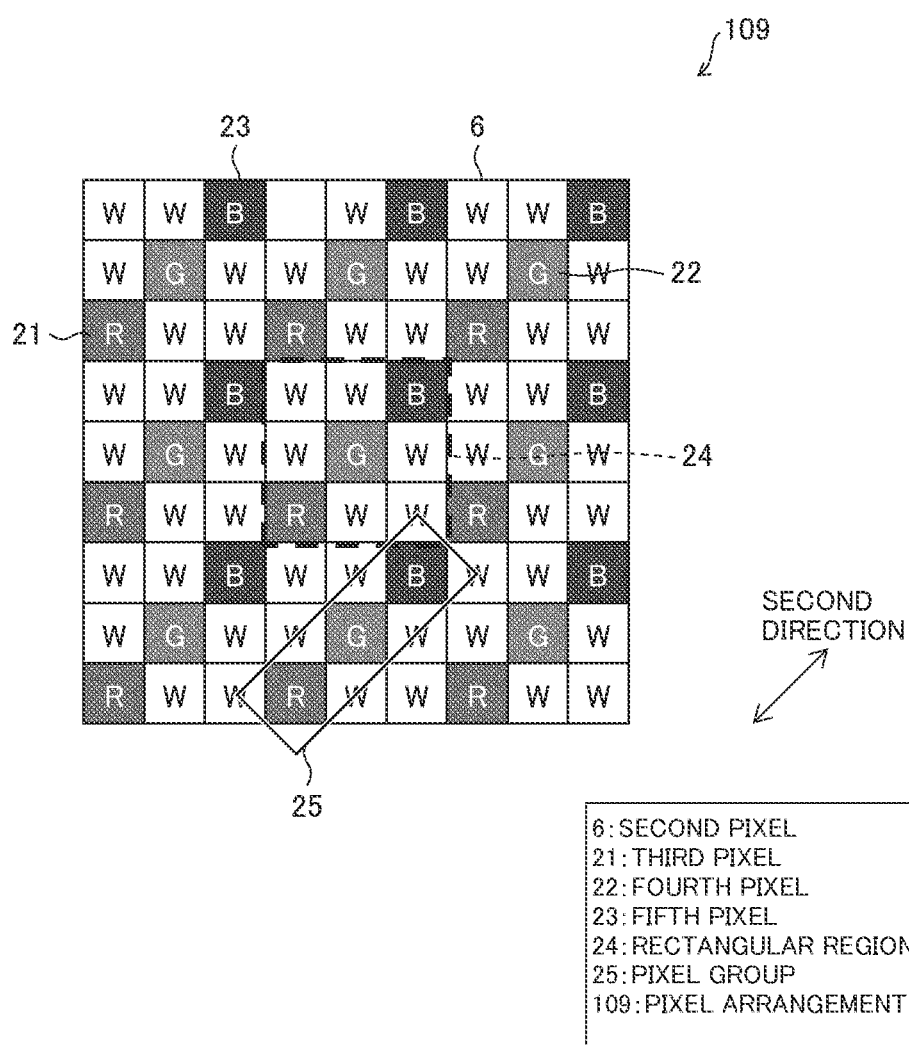 109
23 6
W W B W B W W B
W G W W G W W G W
22
21
R W W R W W R W W
W W B W W B W W B
W G W W G W W G W
24
R W W R W W R W W
W W B W W B W W B
W G W W G W W G W
R W W R W W R W W
25
SECOND
DIRECTION
6:SECOND PIXEL
21:THIRD PIXEL
22:FOURTH PIXEL
23:FIFTH PIXEL
24:RECTANGULAR REGION
25:PIXEL GROUP
109:PIXEL ARRANGEMENT